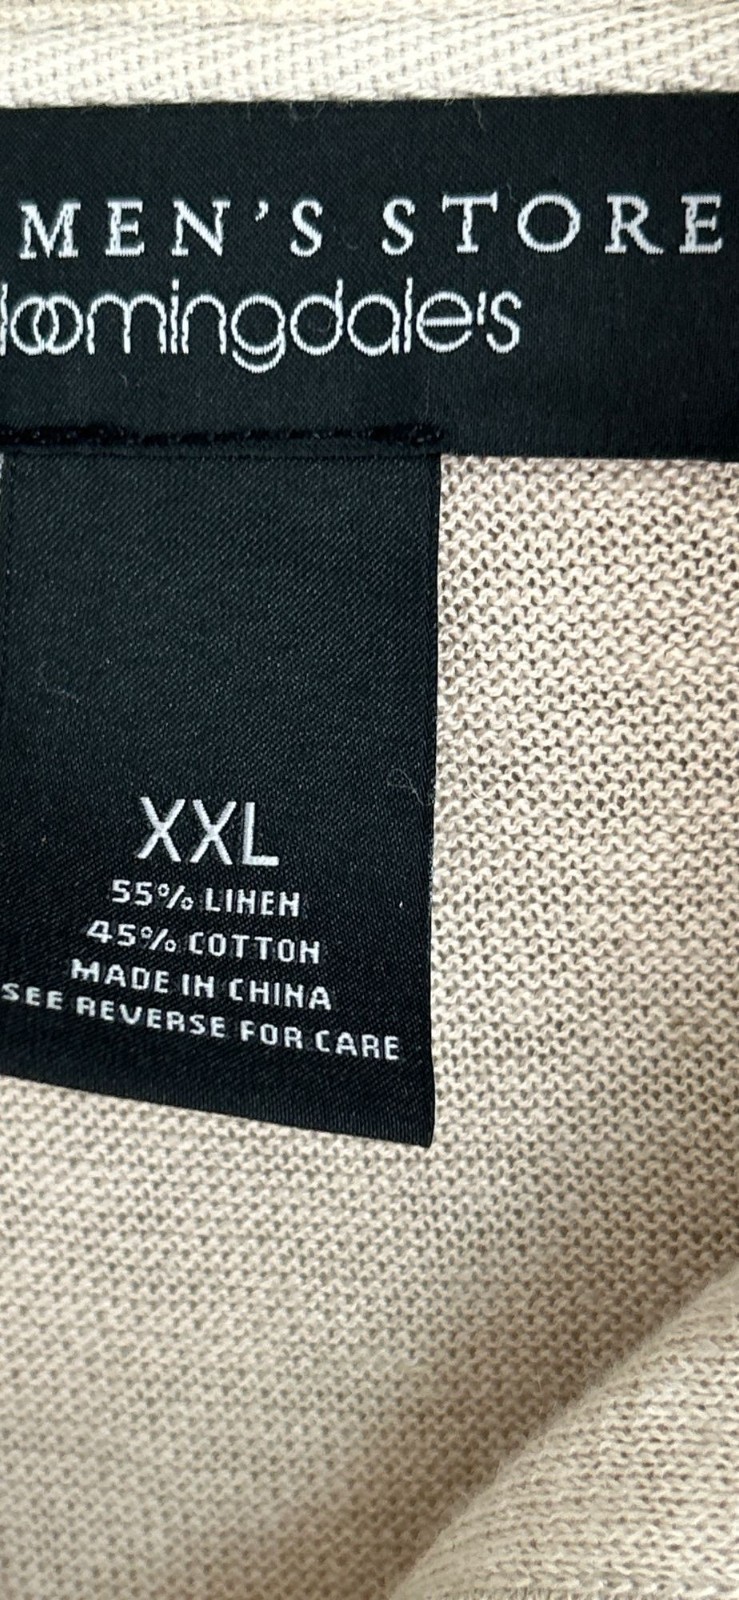 MEN'S STORE
loomingdale's
XXL
55% LINEN
45% COTTON
MADE IN CHINA
SEE REVERSE FOR CARE